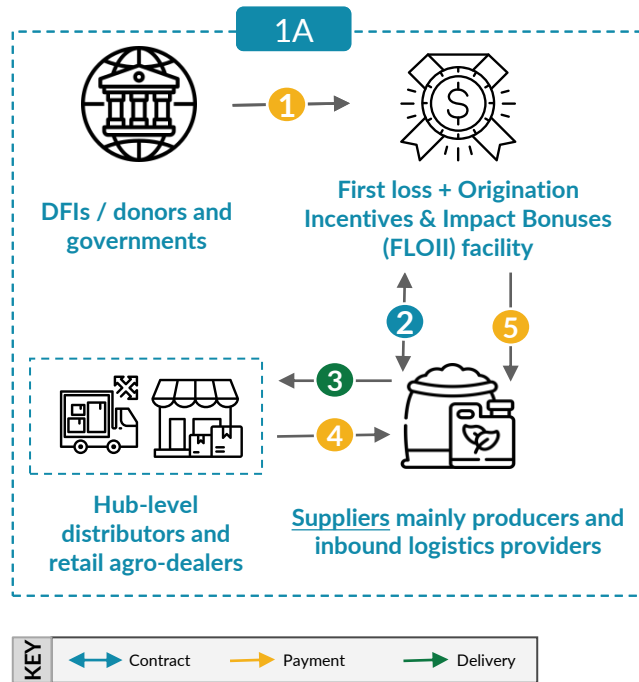 1A
1
$
DFIs / donors and
governments
First loss + Origination
Incentives & Impact Bonuses
(FLOII) facility
2
5
3
4
Hub-level
distributors and
retail agro-dealers
Suppliers mainly producers and
inbound logistics providers
KEY
Contract
Payment
Delivery